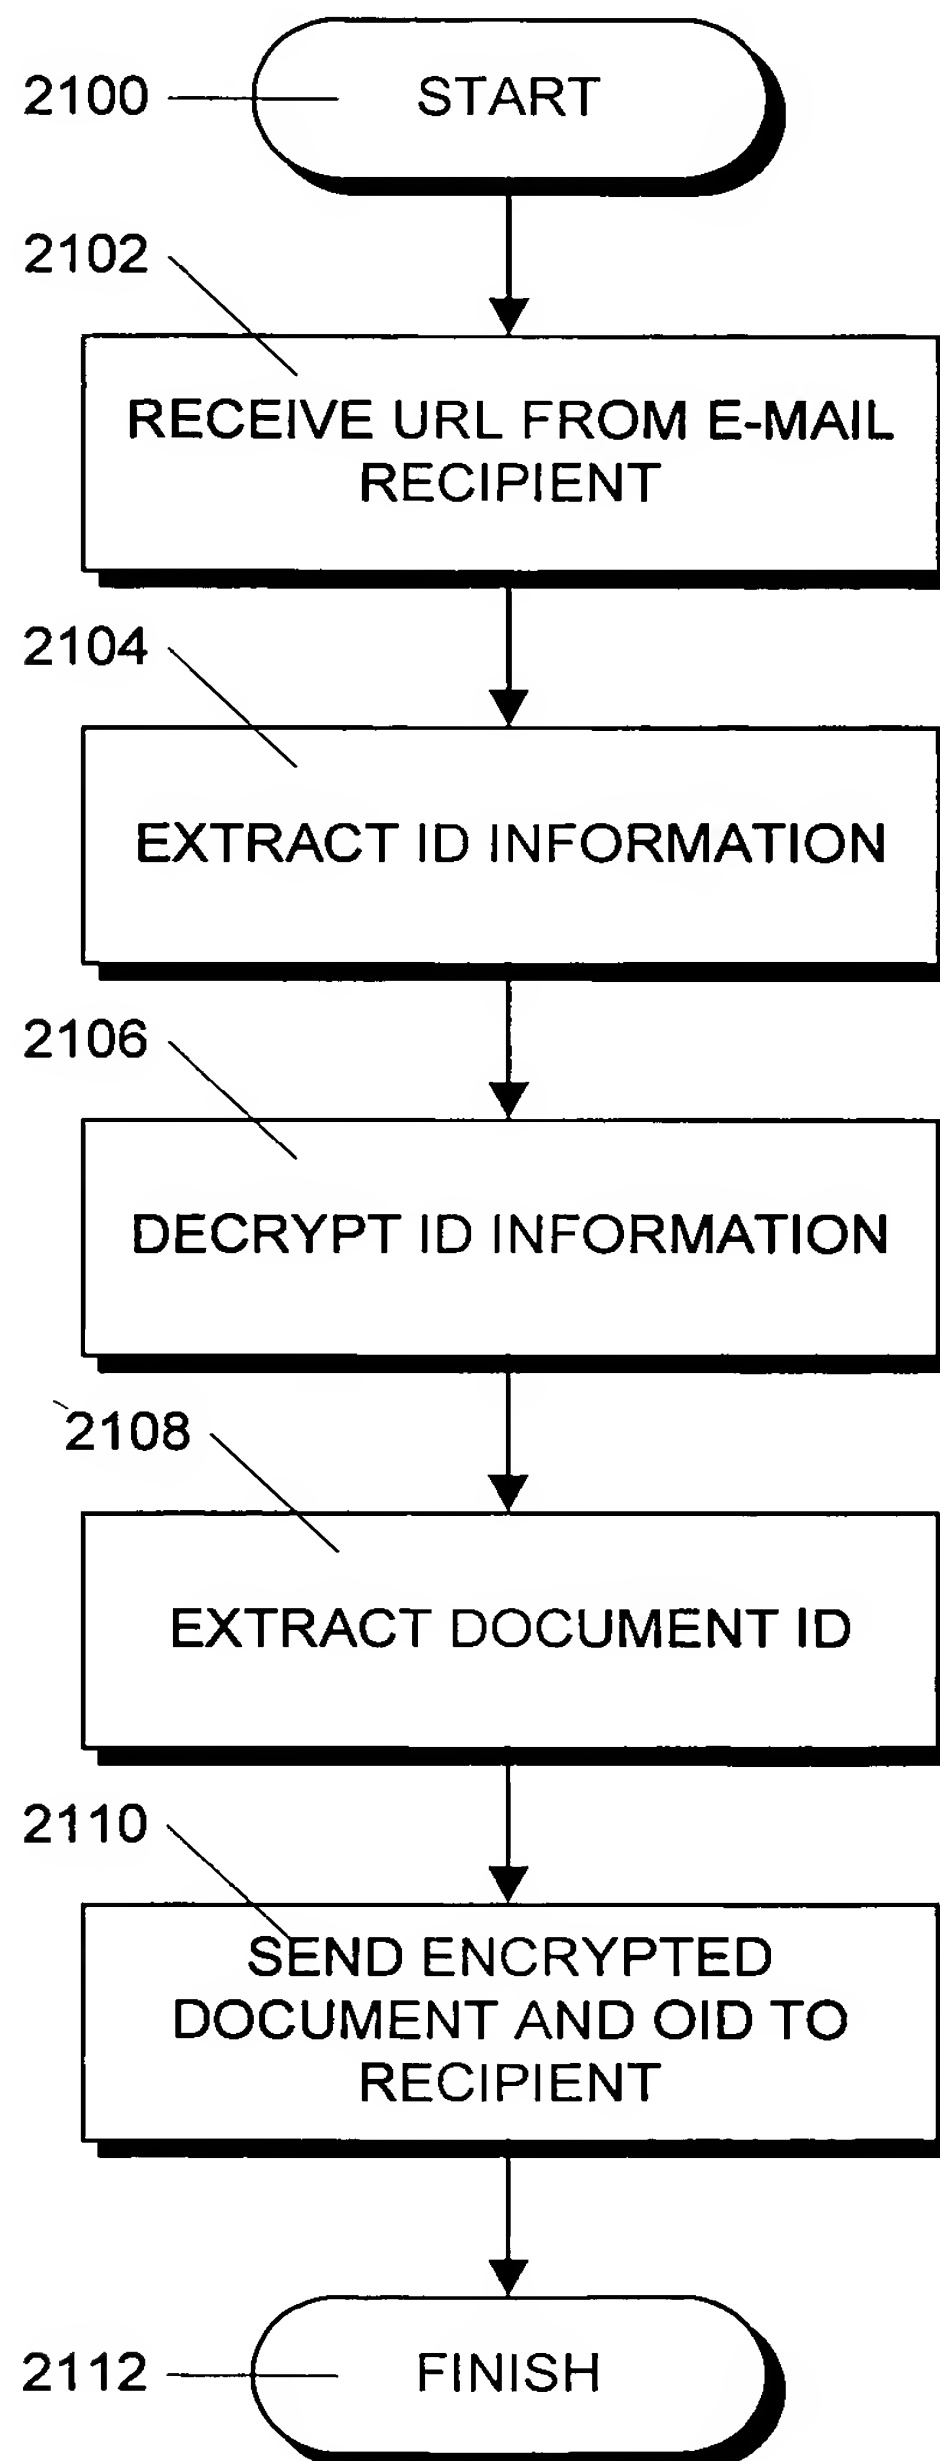 2100
START
2102
RECEIVE URL FROM E-MAIL
RECIPIENT
2104
EXTRACT ID INFORMATION
2106
DECRYPT ID INFORMATION
2108
EXTRACT DOCUMENT ID
2110
SEND ENCRYPTED
DOCUMENT AND OID TO
RECIPIENT
2112
FINISH